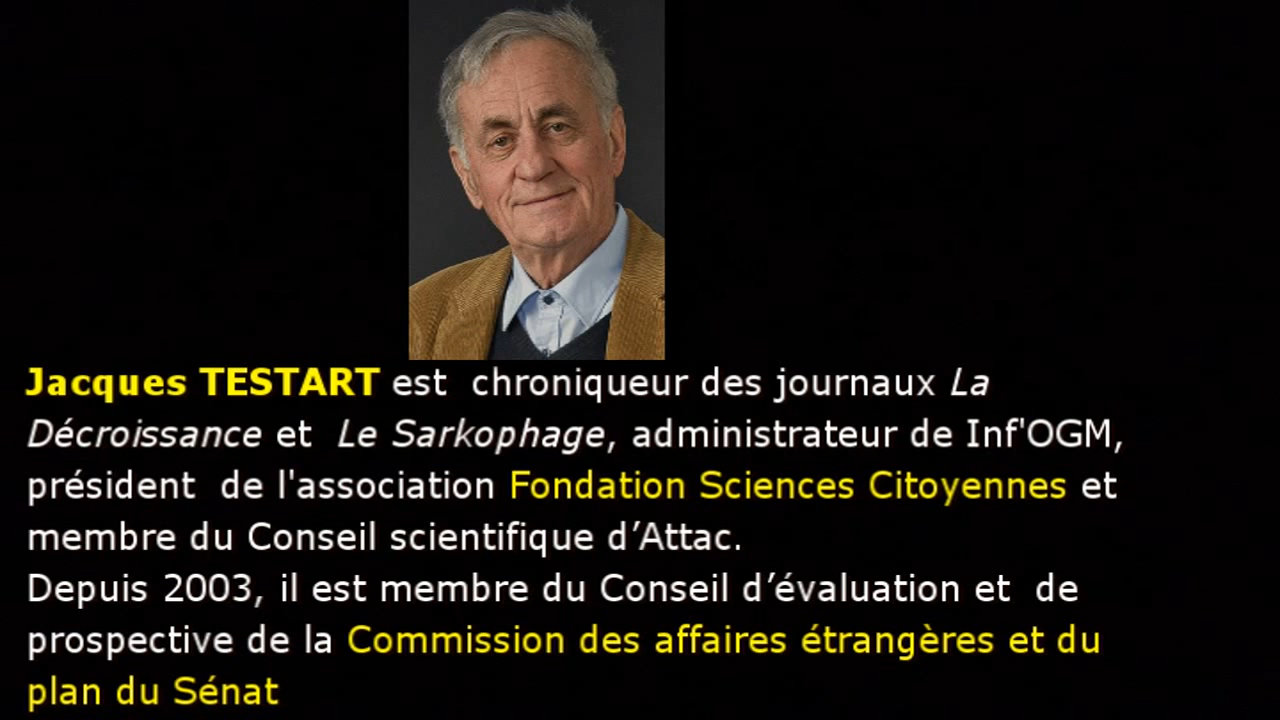 Jacques TESTART est chroniqueur des journaux La
Décroissance et Le Sarkophage, administrateur de Inf'OGM,
président de l'association Fondation Sciences Citoyennes et
membre du Conseil scientifique d’Attac.
Depuis 2003, il est membre du Conseil d’évaluation et de
prospective de la Commission des affaires étrangères et du
plan du Sénat